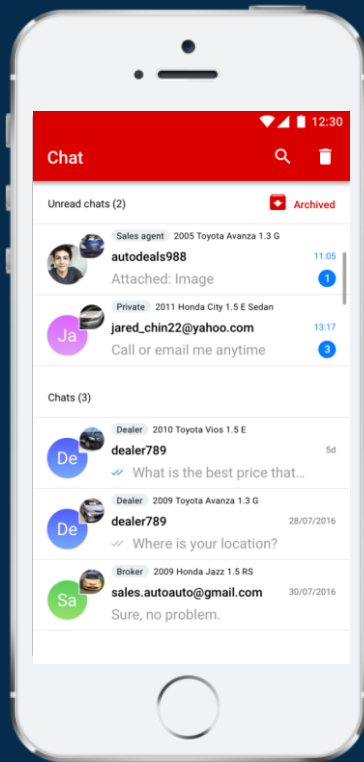 12:30
Chat
Unread chats (2) Archived
Sales agent 2005 Toyota Avanza 1.3 G
autodeals988 11:05
Attached: Image 1
Ja
Private 2011 Honda City 1.5 E Sedan
jared_chin22@yahoo.com 13:17
Call or email me anytime 3
Chats (3)
De
Dealer 2010 Toyota Vios 1.5 E
dealer789 5d
What is the best price that...
De
Dealer 2009 Toyota Avanza 1.3 G
dealer789 28/07/2016
Where is your location?
Sa
Broker 2009 Honda Jazz 1.5 RS
sales.autoauto@gmail.com 30/07/2016
Sure, no problem.